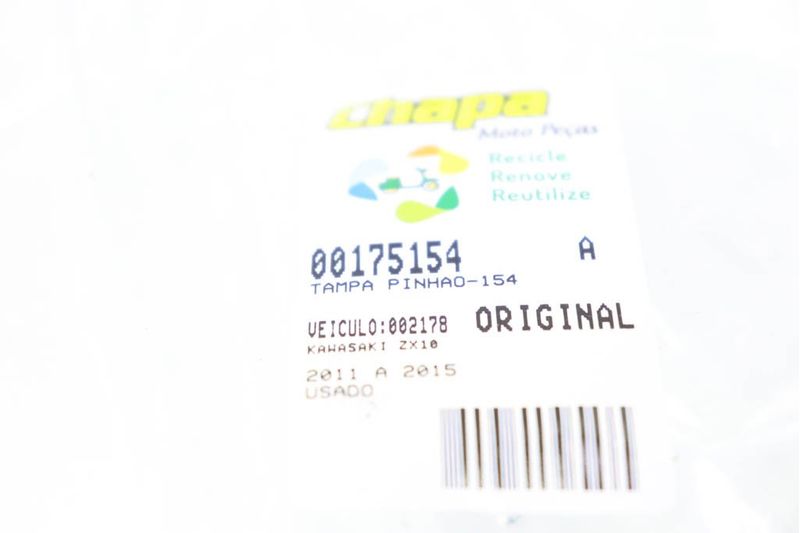 Chapa
Moto Peças
Recicle
Renove
Reutilize
00175154 A
TAMPA PINHAO-154
VEICULO:002178 ORIGINAL
KAWASAKI ZX10
2011 A 2015
USADO